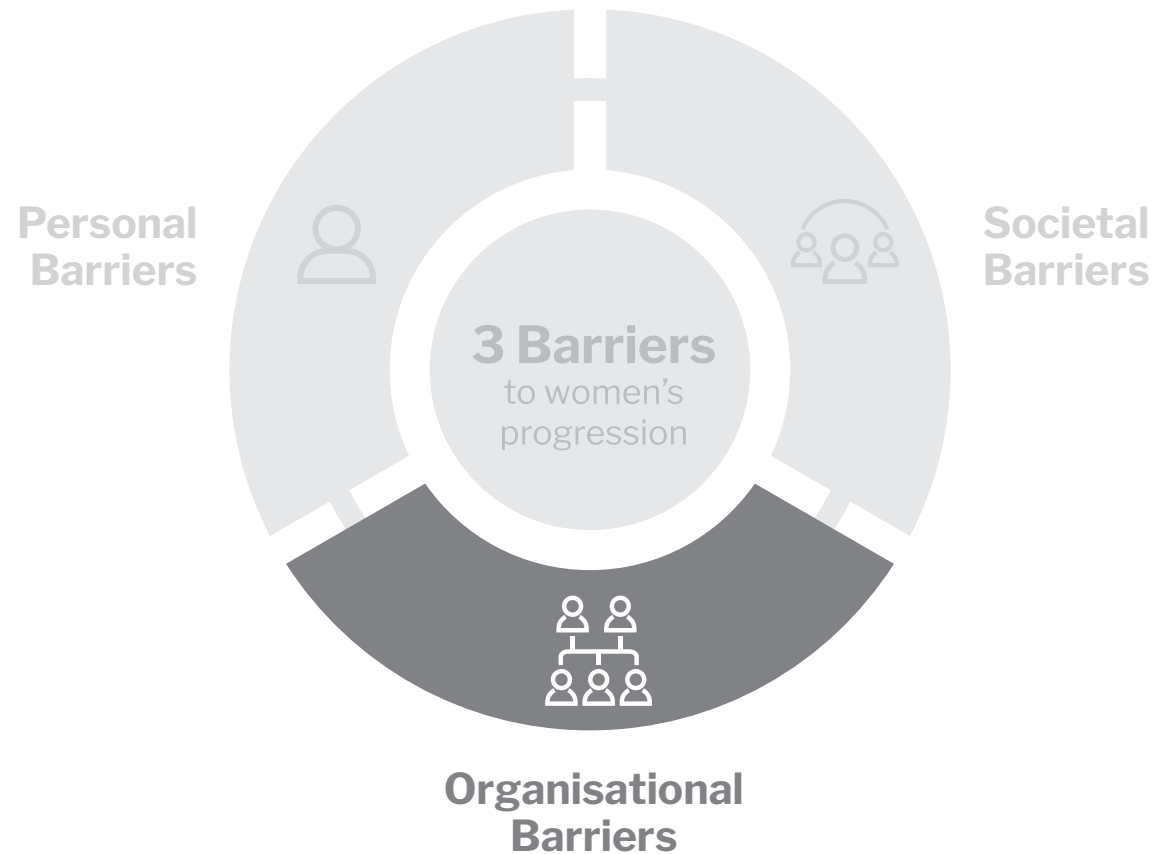 Personal
Barriers
Societal
Barriers
3 Barriers
to women’s
progression
Organisational
Barriers